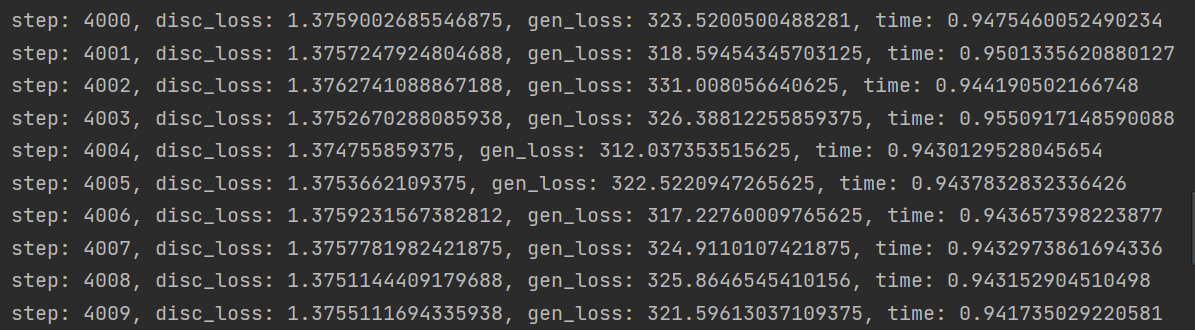 step: 4000, disc_loss: 1.3759002685546875, gen_loss: 323.5200500488281, time: 0.9475460052490234
step: 4001, disc_loss: 1.3757247924804688, gen_loss: 318.59454345703125, time: 0.9501335620880127
step: 4002, disc_loss: 1.3762741088867188, gen_loss: 331.008056640625, time: 0.944190502166748
step: 4003, disc_loss: 1.3752670288085938, gen_loss: 326.38812255859375, time: 0.9550917148590088
step: 4004, disc_loss: 1.374755859375, gen_loss: 312.037353515625, time: 0.9430129528045654
step: 4005, disc_loss: 1.3753662109375, gen_loss: 322.5220947265625, time: 0.9437832832336426
step: 4006, disc_loss: 1.3759231567382812, gen_loss: 317.22760009765625, time: 0.943657398223877
step: 4007, disc_loss: 1.3757781982421875, gen_loss: 324.9110107421875, time: 0.9432973861694336
step: 4008, disc_loss: 1.3751144409179688, gen_loss: 325.8646545410156, time: 0.943152904510498
step: 4009, disc_loss: 1.3755111694335938, gen_loss: 321.59613037109375, time: 0.941735029220581